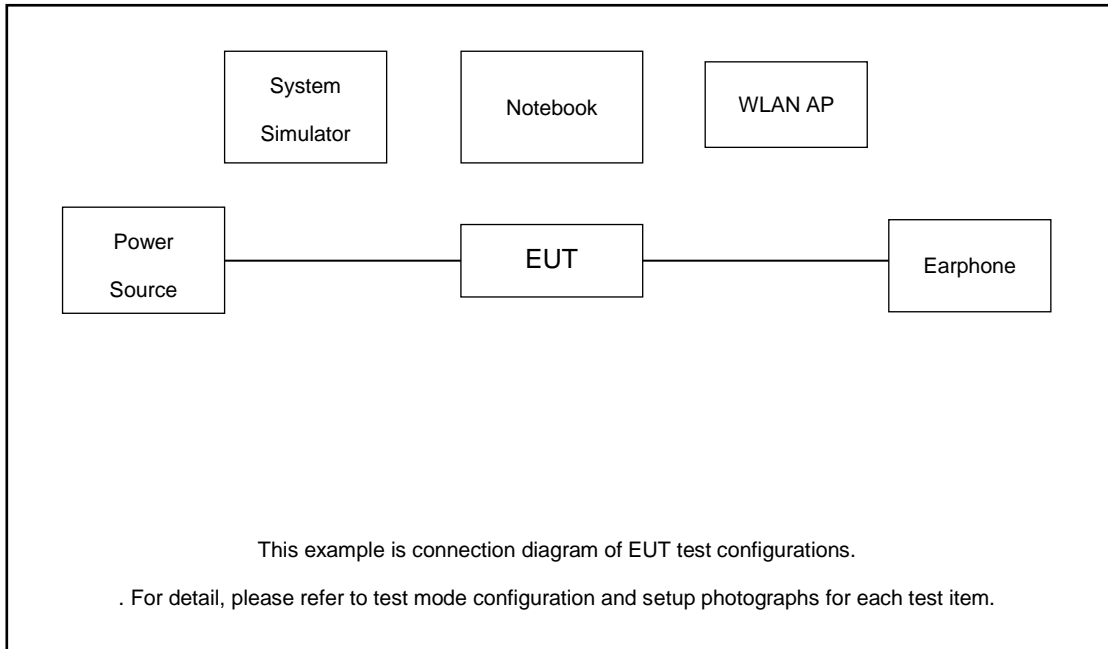 System
Simulator
Notebook
WLAN AP
Power
Source
EUT
Earphone
This example is connection diagram of EUT test configurations.
. For detail, please refer to test mode configuration and setup photographs for each test item.